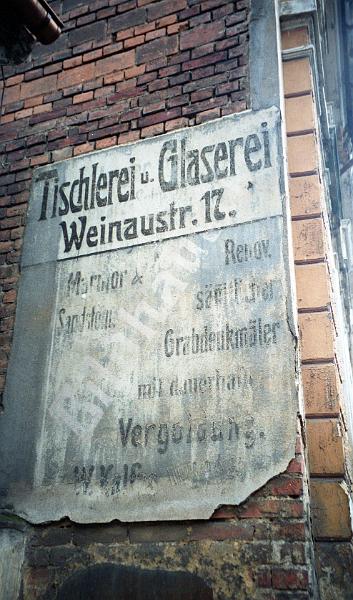 Tischlerei u. Glaserei
Weinaustr. 17.
Marmor & Renov.
Sandstein sämtlicher
Grabdenkmäler
mit dauerhafter
Vergoldung.